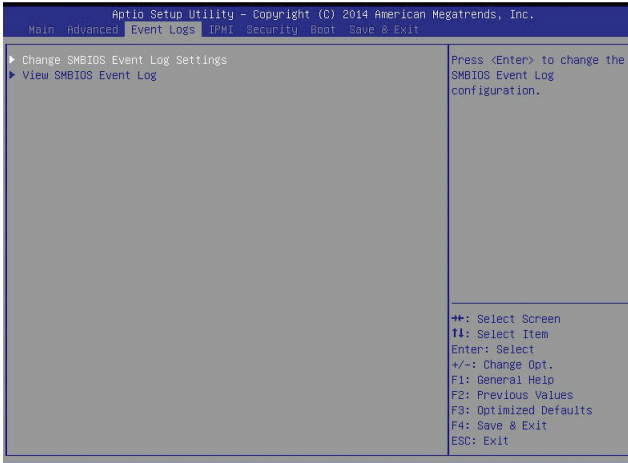 Aptio Setup Utility – Copyright (C) 2014 American Megatrends, Inc.
Main Advanced Event Logs IPMI Security Boot Save & Exit
▶ Change SMBIOS Event Log Settings
▶ View SMBIOS Event Log
Press <Enter> to change the
SMBIOS Event Log
configuration.
→←: Select Screen
↑↓: Select Item
Enter: Select
+/-: Change Opt.
F1: General Help
F2: Previous Values
F3: Optimized Defaults
F4: Save & Exit
ESC: Exit